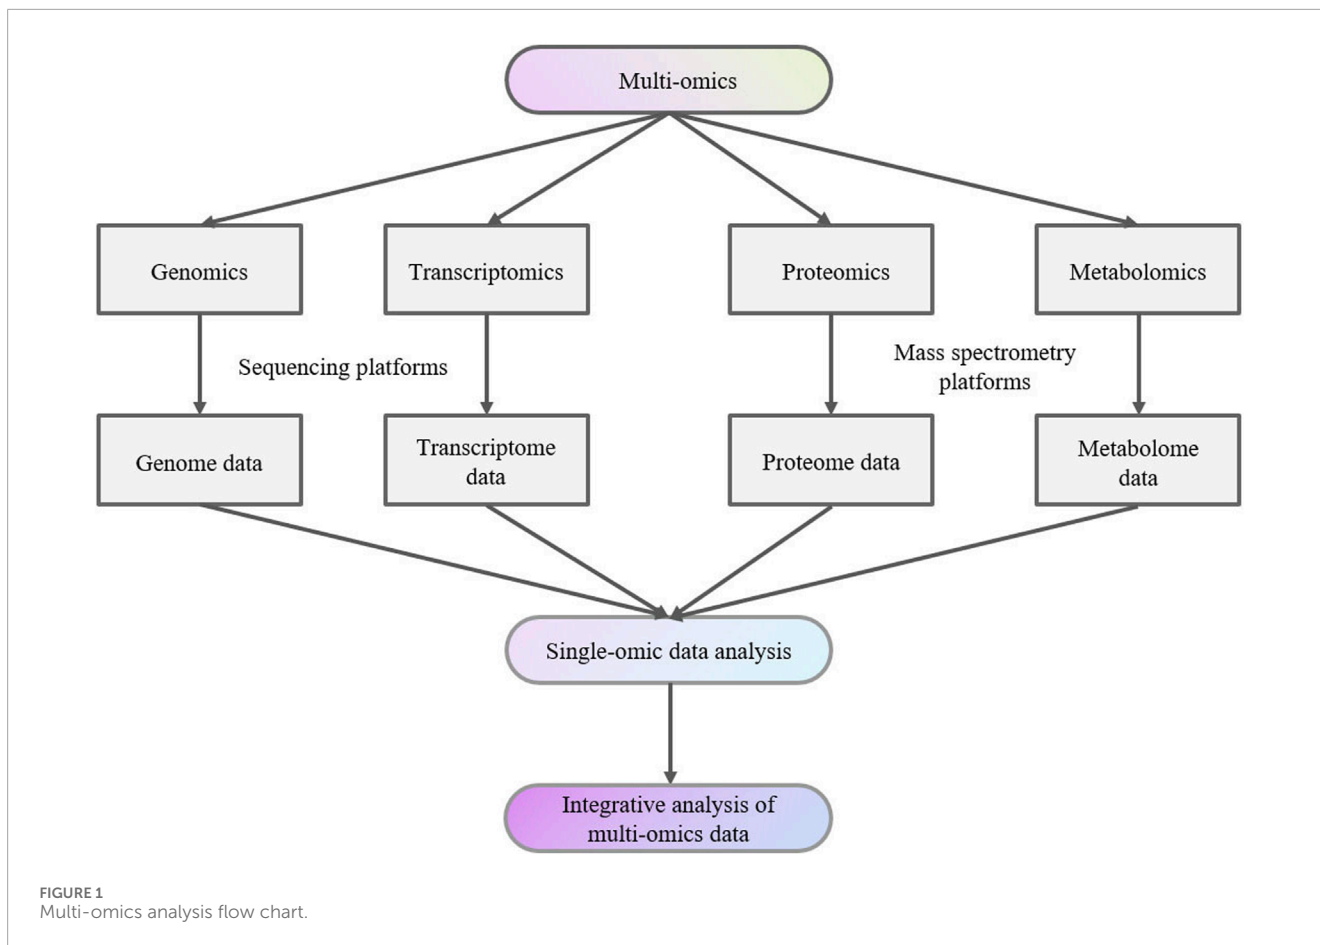 Multi-omics
Genomics
Transcriptomics
Proteomics
Metabolomics
Sequencing platforms
Mass spectrometry
platforms
Genome data
Transcriptome
data
Proteome data
Metabolome
data
Single-omic data analysis
Integrative analysis of
multi-omics data
FIGURE 1
Multi-omics analysis flow chart.